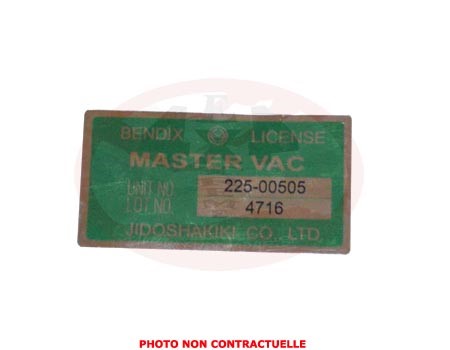 BENDIX LICENSE
MASTER VAC
UNIT NO. 225-00505
LOT NO. 4716
JIDOSHAKIKI CO., LTD.
PHOTO NON CONTRACTUELLE